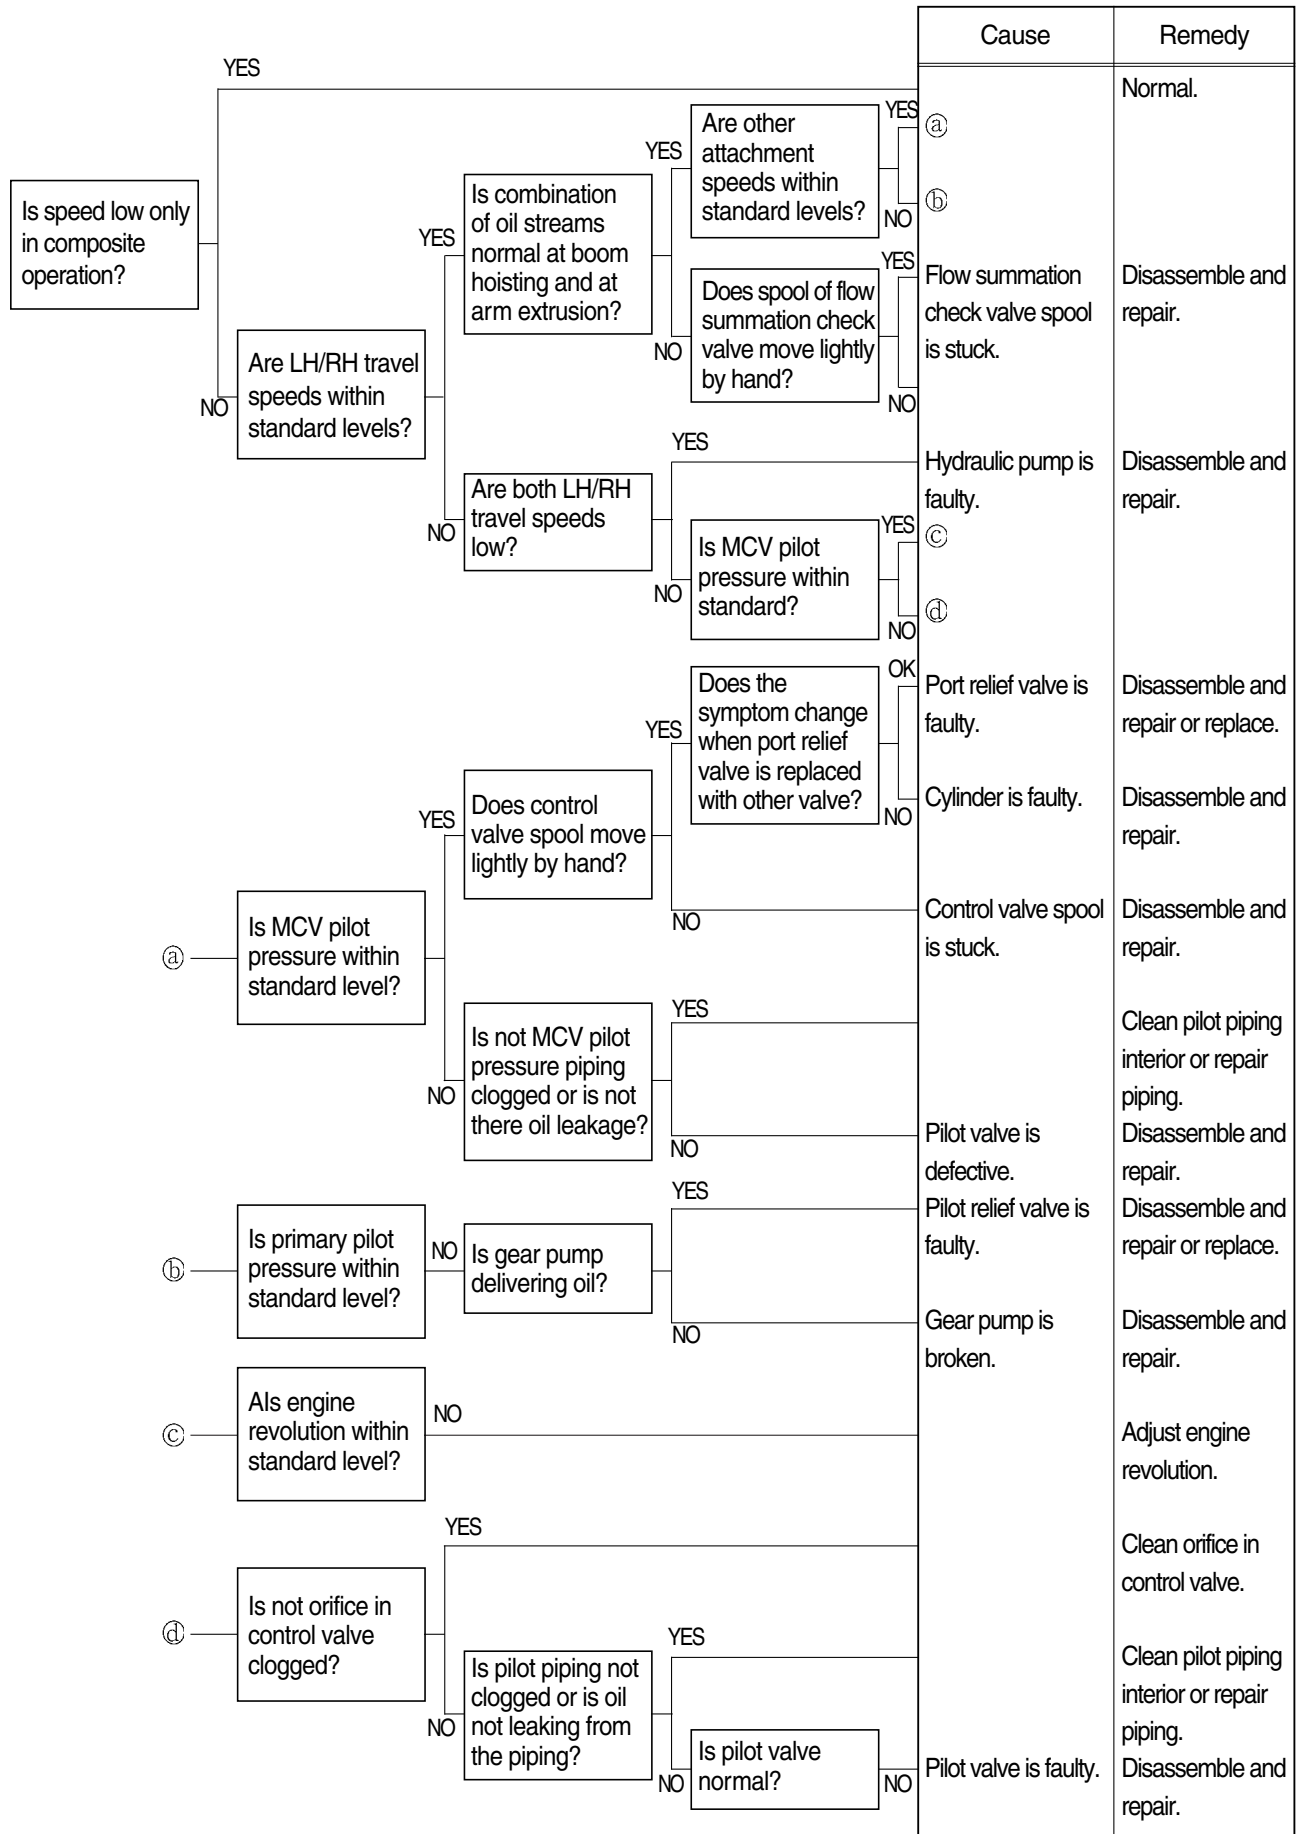 Cause
Remedy
YES
Normal.
Is speed low only
in composite
operation?
NO
Are LH/RH travel
speeds within
standard levels?
YES
Is combination
of oil streams
normal at boom
hoisting and at
arm extrusion?
YES
Are other
attachment
speeds within
standard levels?
YES
ⓐ
NO
ⓑ
NO
Does spool of flow
summation check
valve move lightly
by hand?
YES
NO
Flow summation
check valve spool
is stuck.
Disassemble and
repair.
NO
Are both LH/RH
travel speeds
low?
YES
Hydraulic pump is
faulty.
Disassemble and
repair.
NO
Is MCV pilot
pressure within
standard?
YES
ⓒ
NO
ⓓ
ⓐ
Is MCV pilot
pressure within
standard level?
YES
Does control
valve spool move
lightly by hand?
YES
Does the
symptom change
when port relief
valve is replaced
with other valve?
OK
Port relief valve is
faulty.
Disassemble and
repair or replace.
NO
Cylinder is faulty.
Disassemble and
repair.
NO
Control valve spool
is stuck.
Disassemble and
repair.
NO
Is not MCV pilot
pressure piping
clogged or is not
there oil leakage?
YES
Clean pilot piping
interior or repair
piping.
NO
Pilot valve is
defective.
Disassemble and
repair.
ⓑ
Is primary pilot
pressure within
standard level?
NO
Is gear pump
delivering oil?
YES
Pilot relief valve is
faulty.
Disassemble and
repair or replace.
NO
Gear pump is
broken.
Disassemble and
repair.
ⓒ
AIs engine
revolution within
standard level?
NO
Adjust engine
revolution.
ⓓ
Is not orifice in
control valve
clogged?
YES
Clean orifice in
control valve.
NO
Is pilot piping not
clogged or is oil
not leaking from
the piping?
YES
Clean pilot piping
interior or repair
piping.
NO
Is pilot valve
normal?
NO
Pilot valve is faulty.
Disassemble and
repair.